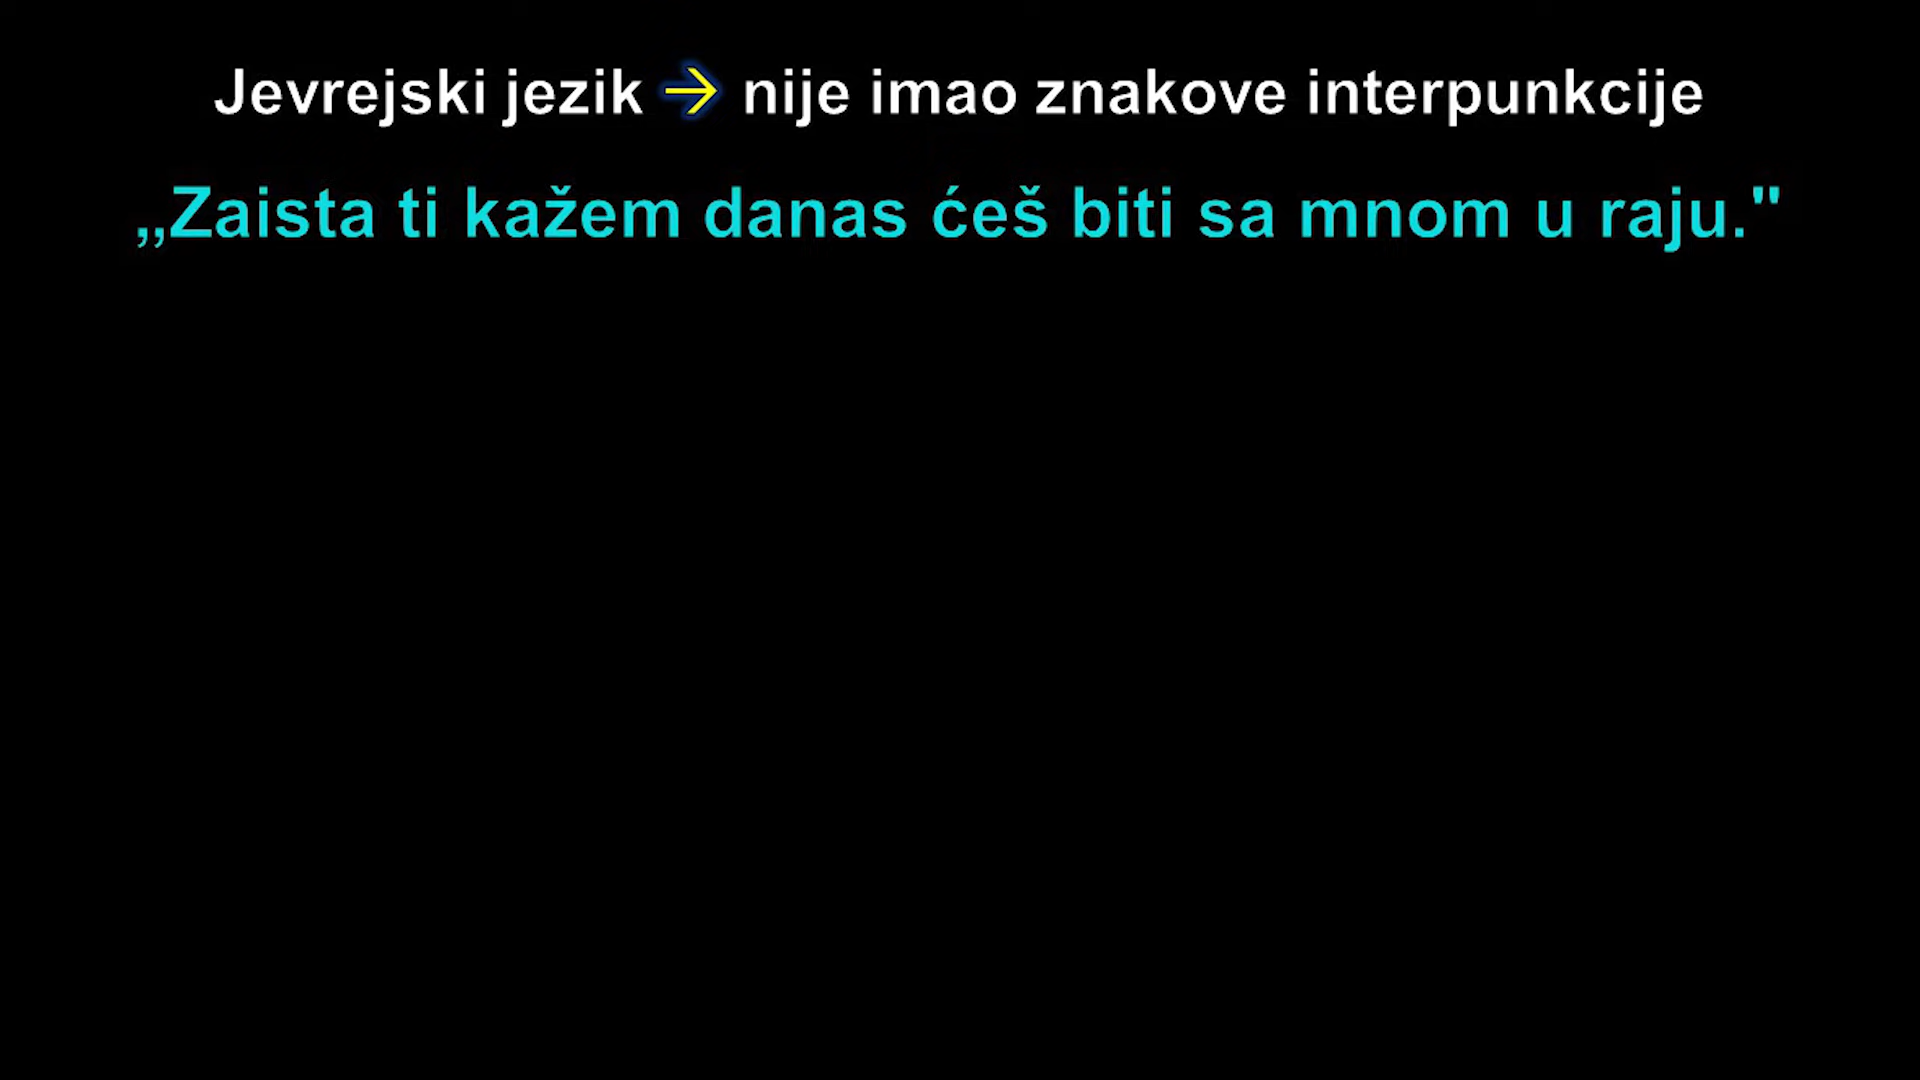 Jevrejski jezik → nije imao znakove interpunkcije
„Zaista ti kažem danas ćeš biti sa mnom u raju."